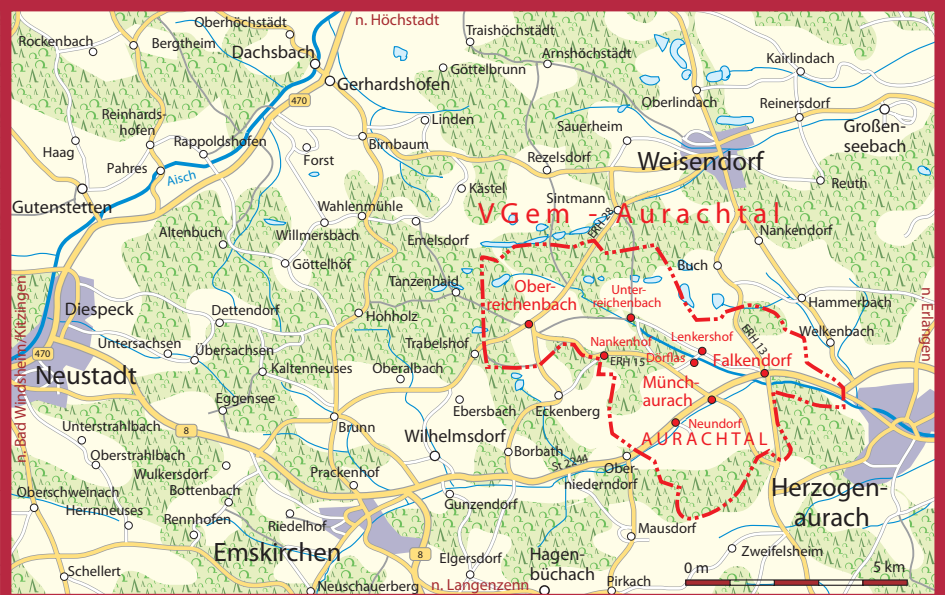 n. Höchstadt
Oberhöchstädt
Traishöchstädt
Rockenbach
Bergtheim
Dachsbach
Arnshöchstädt
Kairlindach
Göttelbrunn
Gerhardshofen
470
Oberlindach
Reinersdorf
Reinhards-
hofen
Linden
Sauerheim
Großen-
seebach
Rappoldshofen
Birnbaum
Haag
Pahres
Forst
Rezelsdorf
Weisendorf
Aisch
Kästel
Reuth
Gutenstetten
Wahlenmühle
Sintmann
VGem - Aurachtal
ERH 28
Altenbuch
Willmersbach
Emelsdorf
Nankendorf
Göttelhöf
Buch
Tanzenhaid
Ober-
reichenbach
Unter-
reichenbach
Hammerbach
n. Erlangen
Diespeck
Dettendorf
Hohholz
Lenkershof
ERH 13
Welkenbach
Untersachsen
Übersachsen
Trabelshof
Nankenhof
ERH 15
Dörflas
Falkendorf
470
Neustadt
n. Bad Windsheim/Kitzingen
Kaltenneuses
Oberalbach
Münch-
aurach
Eggensee
Ebersbach
Eckenberg
Unterstrahlbach
8
Brunn
Neundorf
AURACHTAL
Wilhelmsdorf
Oberstrahlbach
Borbath
St 2244
Ober-
niederndorf
Wulkersdorf
Prackenhof
Bottenbach
Oberschweinach
Herzogen-
aurach
Herrnneuses
Gunzendorf
Rennhofen
Riedelhof
Mausdorf
Emskirchen
8
Elgersdorf
Hagen-
büchach
Zweifelsheim
Schellert
Neuschauerberg
n. Langenzenn
Pirkach
0 m
5 km